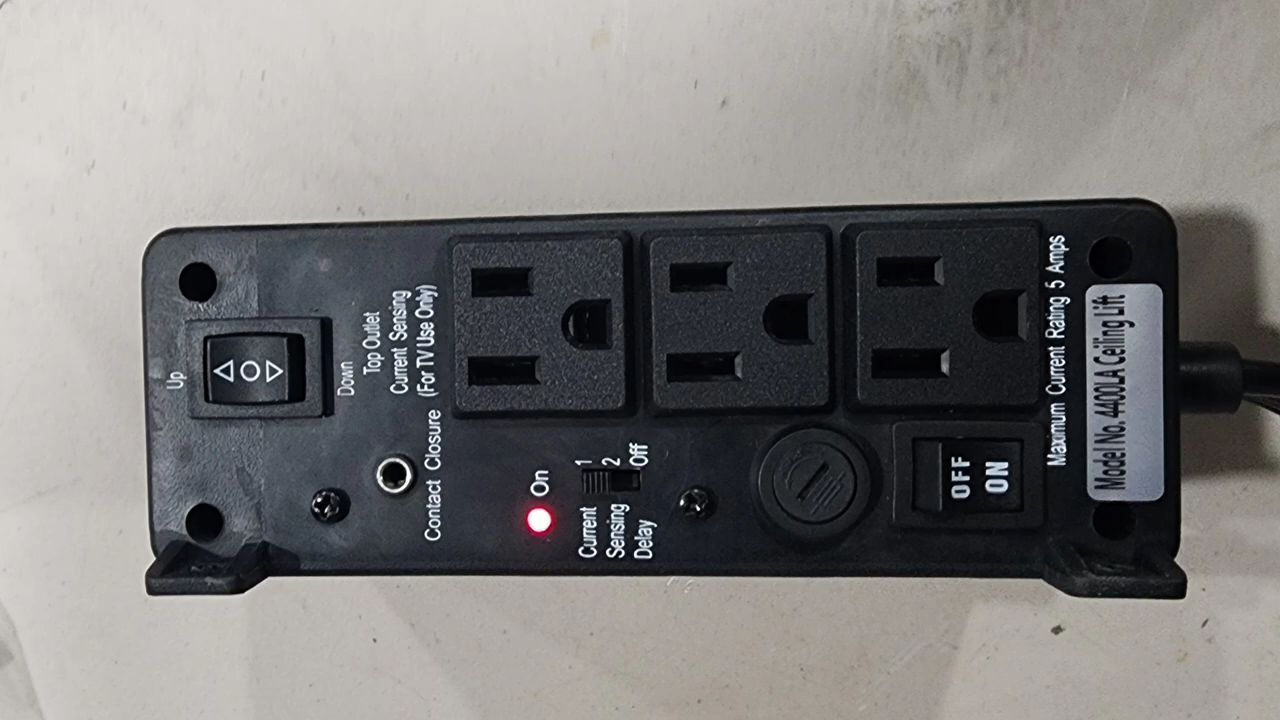 Up
Down
Top Outlet
Current Sensing
(For TV Use Only)
Contact Closure
On
Current
Sensing
Delay
1
2
Off
OFF
ON
Maximum Current Rating 5 Amps
Model No. 4400LA Ceiling Lift